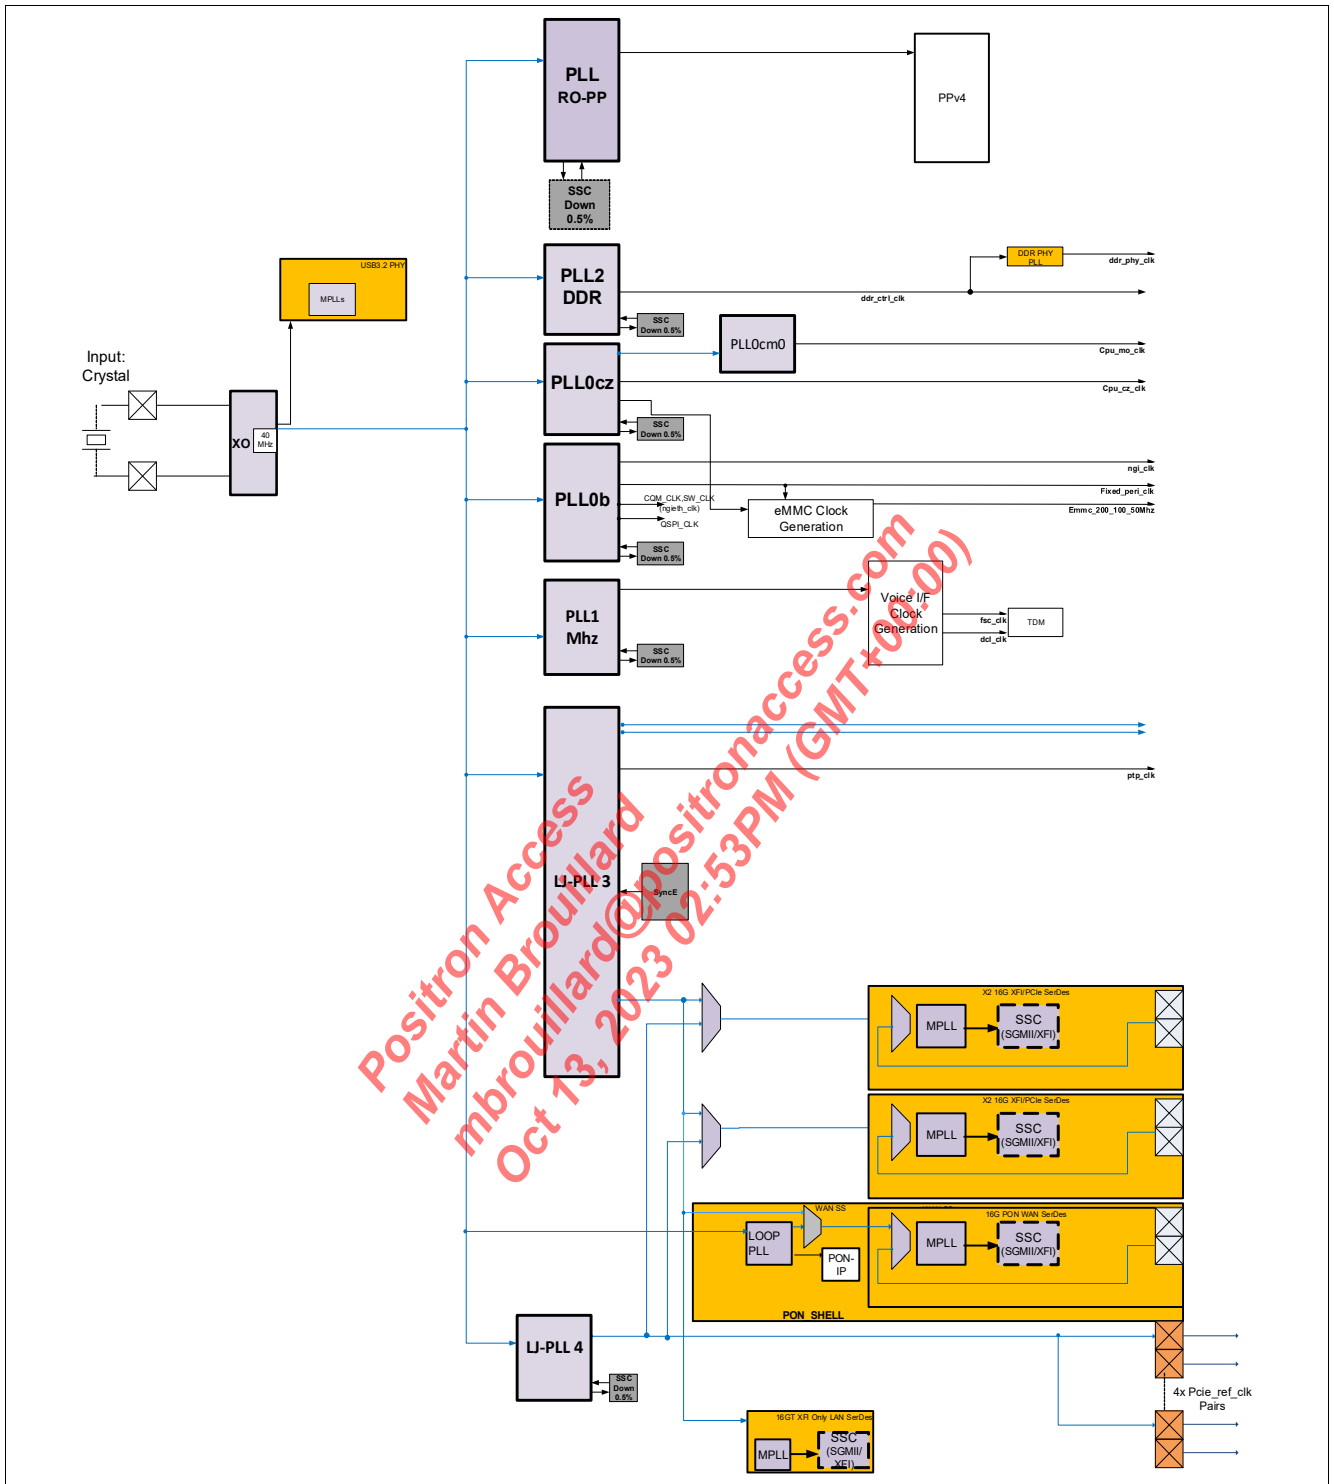 PLL
RO-PP
PPv4
SSC
Down
0.5%
USB3.2 PHY
MPLLs
PLL2
DDR
DDR PHY
PLL
ddr_phy_clk
ddr_ctrl_clk
SSC
Down 0.5%
PLL0cm0
Cpu_mo_clk
Input:
Crystal
PLL0cz
Cpu_cz_clk
XO
40
MHz
SSC
Down 0.5%
PLL0b
ngi_clk
Fixed_peri_clk
CQM_CLK,SW_CLK
(ngieth_clk)
QSPI_CLK
eMMC Clock
Generation
Emmc_200_100_50Mhz
SSC
Down 0.5%
PLL1
Mhz
Voice I/F
Clock
Generation
fsc_clk
dcl_clk
TDM
SSC
Down 0.5%
ptp_clk
LJ-PLL 3
SyncE
Positron Access
Martin Brouillard
mbrouillard@positronaccess.com
Oct 13, 2023 02:53PM (GMT+00:00)
X2 16G XFI/PCIe SerDes
MPLL
SSC
(SGMII/XFI)
X2 16G XFI/PCIe SerDes
MPLL
SSC
(SGMII/XFI)
WAN SS
16G PON WAN SerDes
LOOP
PLL
PON-
IP
MPLL
SSC
(SGMII/XFI)
PON_SHELL
LJ-PLL 4
SSC
Down
0.5%
4x Pcie_ref_clk
Pairs
16GT XFI Only LAN SerDes
MPLL
SSC
(SGMII/
XFI)